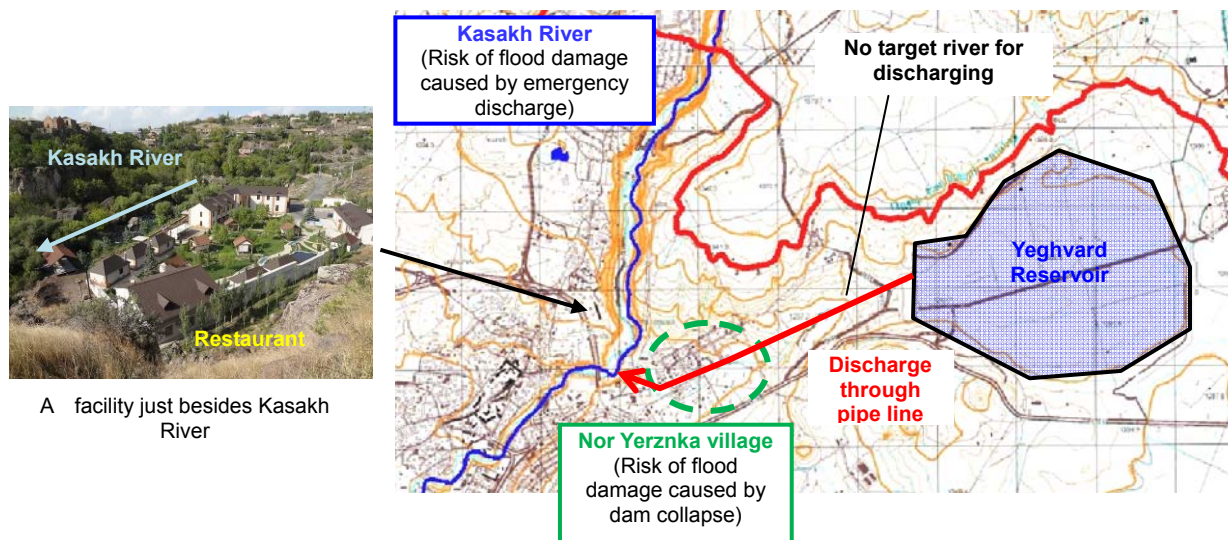 Kasakh River
(Risk of flood damage
caused by emergency
discharge)
No target river for
discharging
Kasakh River
Restaurant
A facility just besides Kasakh
River
Yeghvard
Reservoir
Discharge
through
pipe line
Nor Yerznka village
(Risk of flood
damage caused by
dam collapse)